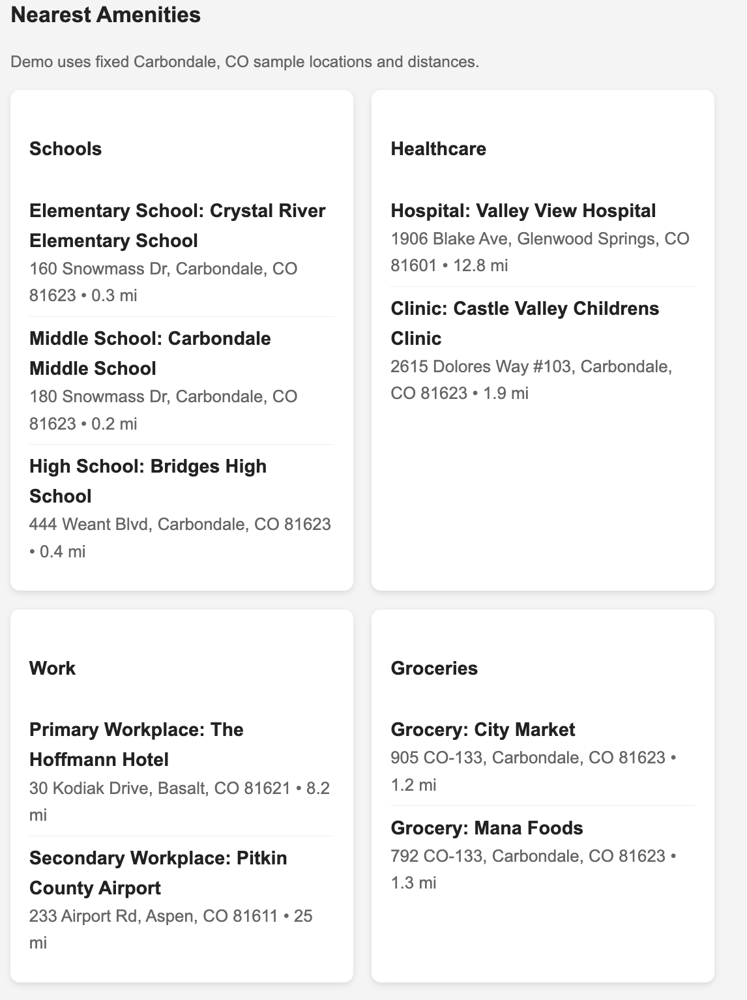 Nearest Amenities
Demo uses fixed Carbondale, CO sample locations and distances.
Schools
Elementary School: Crystal River
Elementary School
160 Snowmass Dr, Carbondale, CO
81623 • 0.3 mi
Middle School: Carbondale
Middle School
180 Snowmass Dr, Carbondale, CO
81623 • 0.2 mi
High School: Bridges High
School
444 Weant Blvd, Carbondale, CO 81623
• 0.4 mi
Healthcare
Hospital: Valley View Hospital
1906 Blake Ave, Glenwood Springs, CO
81601 • 12.8 mi
Clinic: Castle Valley Childrens
Clinic
2615 Dolores Way #103, Carbondale,
CO 81623 • 1.9 mi
Work
Primary Workplace: The
Hoffmann Hotel
30 Kodiak Drive, Basalt, CO 81621 • 8.2
mi
Secondary Workplace: Pitkin
County Airport
233 Airport Rd, Aspen, CO 81611 • 25
mi
Groceries
Grocery: City Market
905 CO-133, Carbondale, CO 81623 •
1.2 mi
Grocery: Mana Foods
792 CO-133, Carbondale, CO 81623 •
1.3 mi